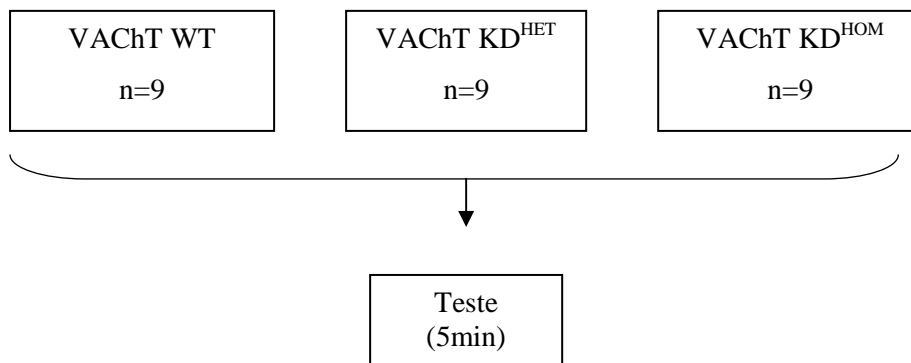 VAChT WT
n=9
VAChT KD^HET
n=9
VAChT KD^HOM
n=9
Teste
(5min)